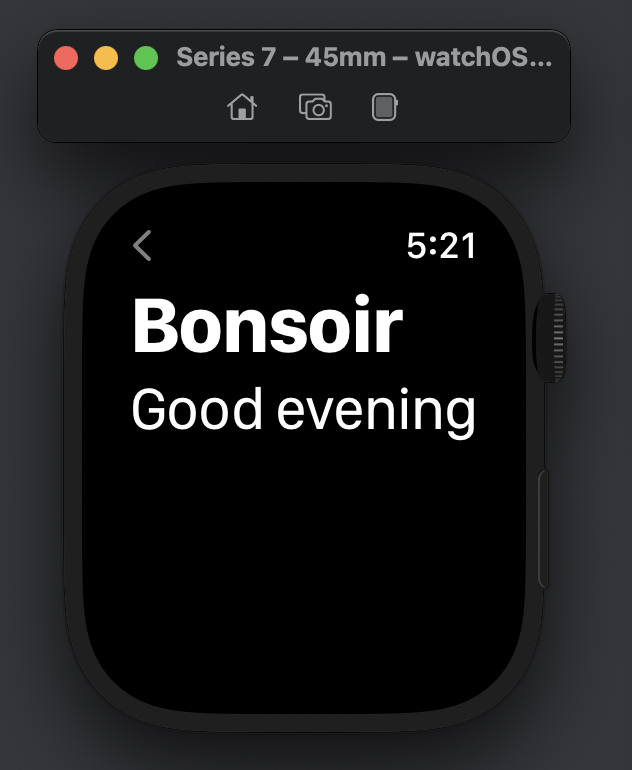 Series 7 – 45mm – watchOS...
5:21
Bonsoir
Good evening